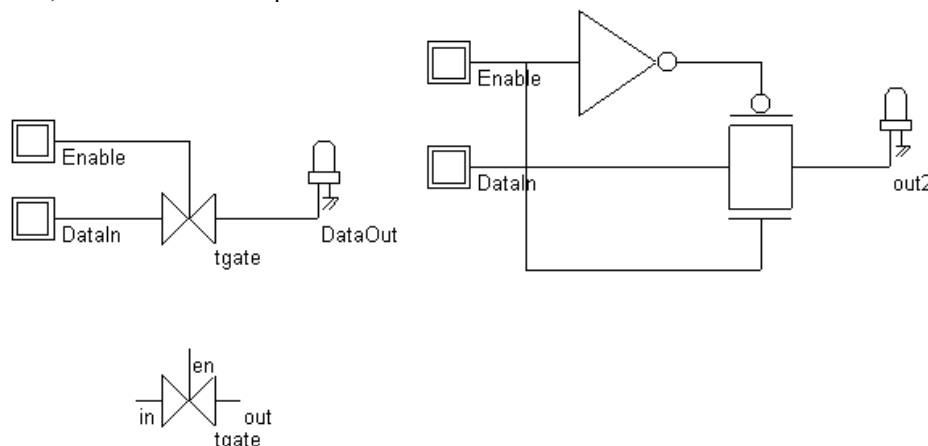 Enable
DataIn
tgate
DataOut
Enable
DataIn
out2
en
in
out
tgate